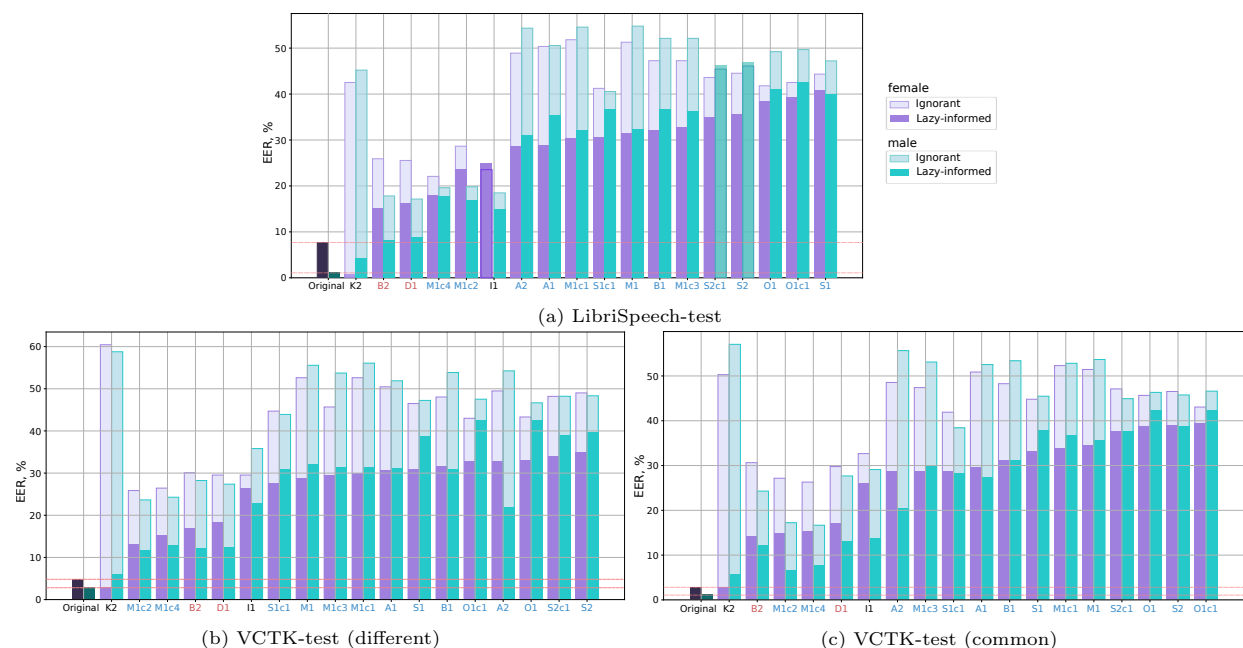 50
40
30
20
10
0
EER, %
Original K2 B2 D1 M1c4 M1c2 I1 A2 A1 M1c1 S1c1 M1 B1 M1c3 S2c1 S2 O1 O1c1 S1
female
Ignorant
Lazy-informed
male
Ignorant
Lazy-informed
(a) LibriSpeech-test
60
50
40
30
20
10
0
EER, %
Original K2 M1c2 M1c4 B2 D1 I1 S1c1 M1 M1c3 M1c1 A1 S1 B1 O1c1 A2 O1 S2c1 S2
(b) VCTK-test (different)
50
40
30
20
10
0
EER, %
Original K2 B2 M1c2 M1c4 D1 I1 A2 M1c3 S1c1 A1 B1 S1 M1c1 M1 S2c1 O1 S2 O1c1
(c) VCTK-test (common)